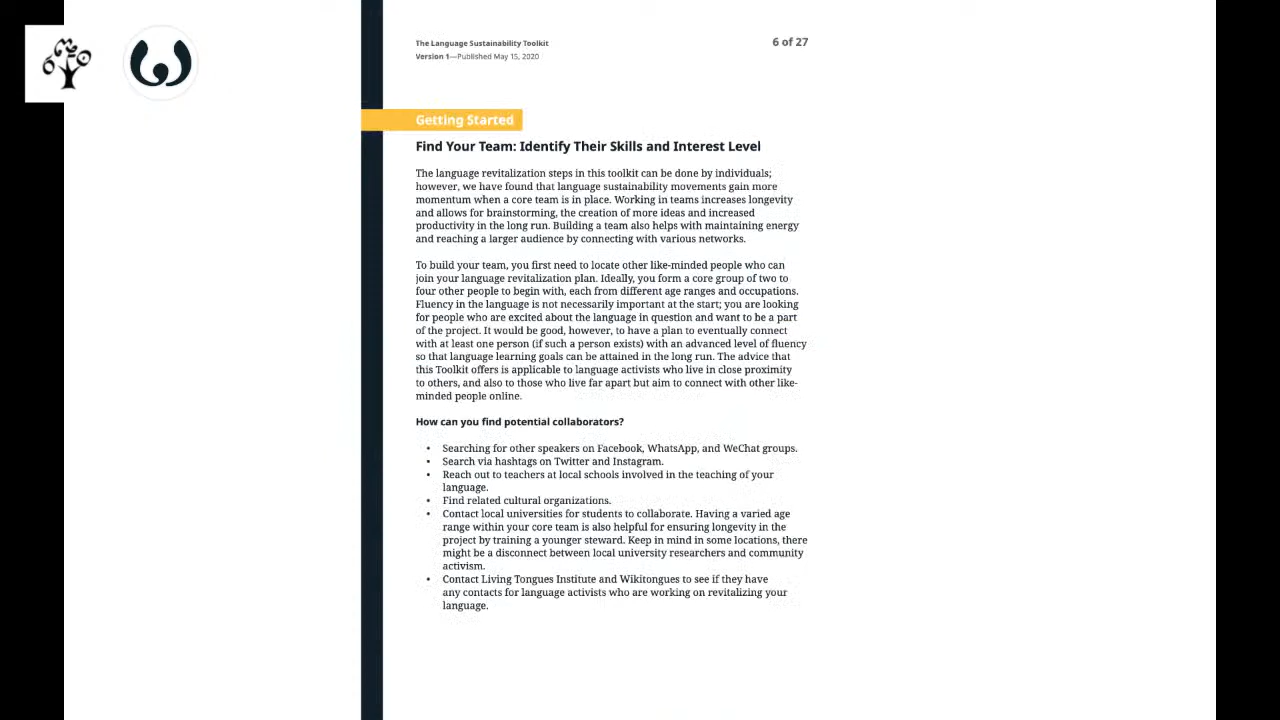 The Language Sustainability Toolkit
6 of 27
Version 1—Published May 15, 2020
Getting Started
Find Your Team: Identify Their Skills and Interest Level
The language revitalization steps in this toolkit can be done by individuals;
however, we have found that language sustainability movements gain more
momentum when a core team is in place. Working in teams increases longevity
and allows for brainstorming, the creation of more ideas and increased
productivity in the long run. Building a team also helps with maintaining energy
and reaching a larger audience by connecting with various networks.
To build your team, you first need to locate other like-minded people who can
join your language revitalization plan. Ideally, you form a core group of two to
four other people to begin with, each from different age ranges and occupations.
Fluency in the language is not necessarily important at the start; you are looking
for people who are excited about the language in question and want to be a part
of the project. It would be good, however, to have a plan to eventually connect
with at least one person (if such a person exists) with an advanced level of fluency
so that language learning goals can be attained in the long run. The advice that
this Toolkit offers is applicable to language activists who live in close proximity
to others, and also to those who live far apart but aim to connect with other like-
minded people online.
How can you find potential collaborators?
• Searching for other speakers on Facebook, WhatsApp, and WeChat groups.
• Search via hashtags on Twitter and Instagram.
• Reach out to teachers at local schools involved in the teaching of your
language.
• Find related cultural organizations.
• Contact local universities for students to collaborate. Having a varied age
range within your core team is also helpful for ensuring longevity in the
project by training a younger steward. Keep in mind in some locations, there
might be a disconnect between local university researchers and community
activism.
• Contact Living Tongues Institute and Wikitongues to see if they have
any contacts for language activists who are working on revitalizing your
language.